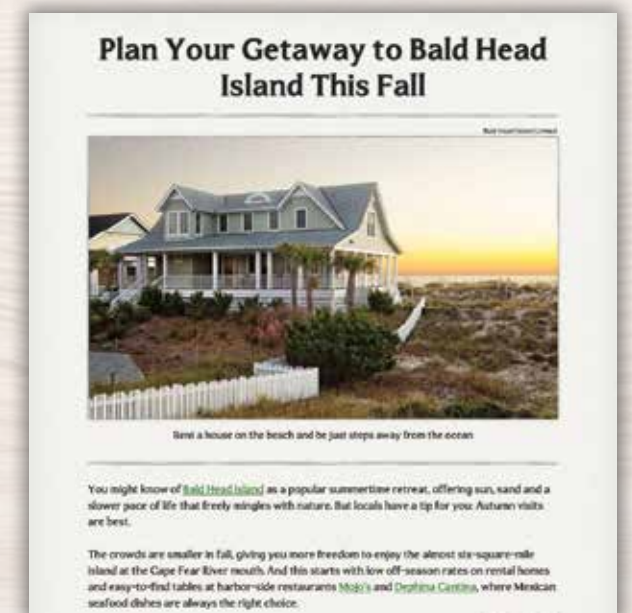 Plan Your Getaway to Bald Head
Island This Fall
Bald Head Island Limited
Rent a house on the beach and be just steps away from the ocean
You might know of Bald Head Island as a popular summertime retreat, offering sun, sand and a
slower pace of life that freely mingles with nature. But locals have a tip for you: Autumn visits
are best.
The crowds are smaller in fall, giving you more freedom to enjoy the almost six-square-mile
island at the Cape Fear River mouth. And this starts with low off-season rates on rental homes
and easy-to-find tables at harbor-side restaurants Mojo's and Dephina Cantina, where Mexican
seafood dishes are always the right choice.